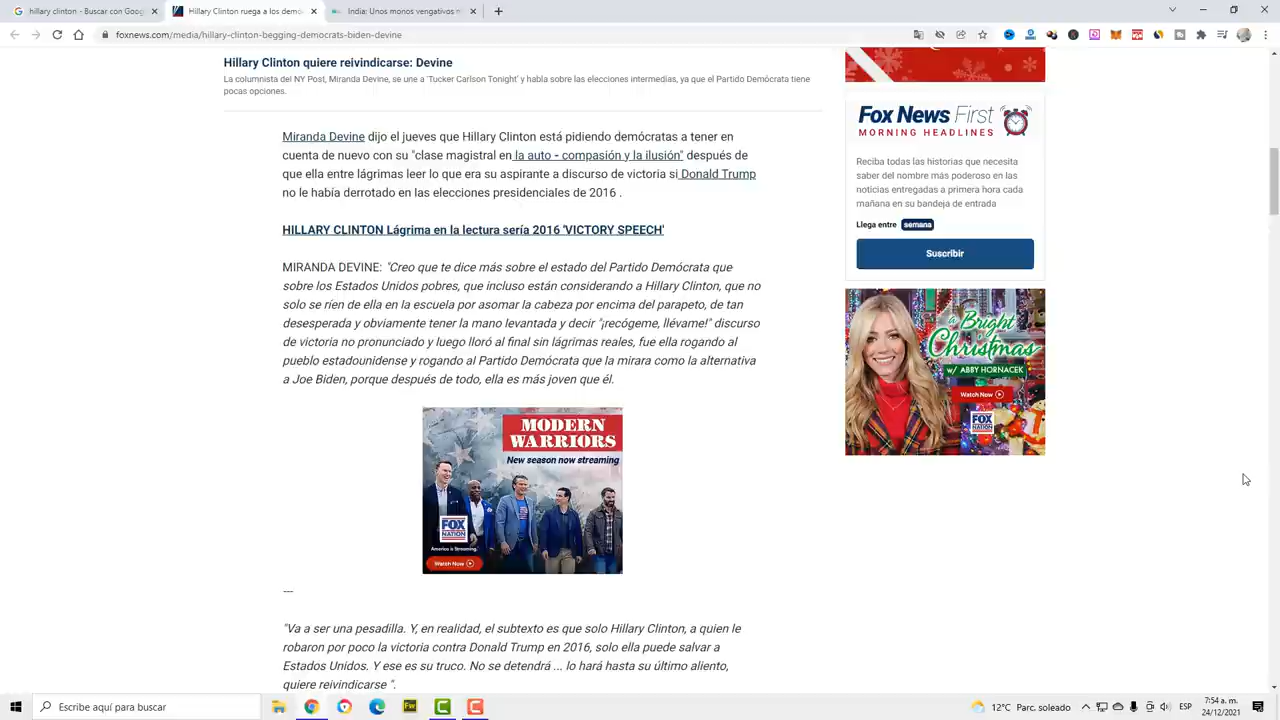 hillary clinton - Buscar con Goog
Hillary Clinton ruega a los dem
Índice
foxnews.com/media/hillary-clinton-begging-democrats-biden-devine
Hillary Clinton quiere reivindicarse: Devine
La columnista del NY Post, Miranda Devine, se une a 'Tucker Carlson Tonight' y habla sobre las elecciones intermedias, ya que el Partido Demócrata tiene
pocas opciones.
Miranda Devine dijo el jueves que Hillary Clinton está pidiendo demócratas a tener en
cuenta de nuevo con su "clase magistral en la auto - compasión y la ilusión" después de
que ella entre lágrimas leer lo que era su aspirante a discurso de victoria si Donald Trump
no le había derrotado en las elecciones presidenciales de 2016 .
HILLARY CLINTON Lágrima en la lectura sería 2016 'VICTORY SPEECH'
MIRANDA DEVINE: "Creo que te dice más sobre el estado del Partido Demócrata que
sobre los Estados Unidos pobres, que incluso están considerando a Hillary Clinton, que no
solo se ríen de ella en la escuela por asomar la cabeza por encima del parapeto, de tan
desesperada y obviamente tener la mano levantada y decir "¡recógeme, llévame!" discurso
de victoria no pronunciado y luego lloró al final sin lágrimas reales, fue ella rogando al
pueblo estadounidense y rogando al Partido Demócrata que la mirara como la alternativa
a Joe Biden, porque después de todo, ella es más joven que él.
MODERN
WARRIORS
New season now streaming
FOX
NATION
America is Streaming.
Watch Now
---
"Va a ser una pesadilla. Y, en realidad, el subtexto es que solo Hillary Clinton, a quien le
robaron por poco la victoria contra Donald Trump en 2016, solo ella puede salvar a
Estados Unidos. Y ese es su truco. No se detendrá ... lo hará hasta su último aliento,
quiere reivindicarse ".
Fox News First
MORNING HEADLINES
Reciba todas las historias que necesita
saber del nombre más poderoso en las
noticias entregadas a primera hora cada
mañana en su bandeja de entrada
Llega entre semana
Suscribir
a Bright
Christmas
w/ ABBY HORNACEK
Watch Now
FOX
NATION
Escribe aquí para buscar
Fw
C
C
12°C Parc. soleado
ESP
7:54 a.m.
24/12/2021